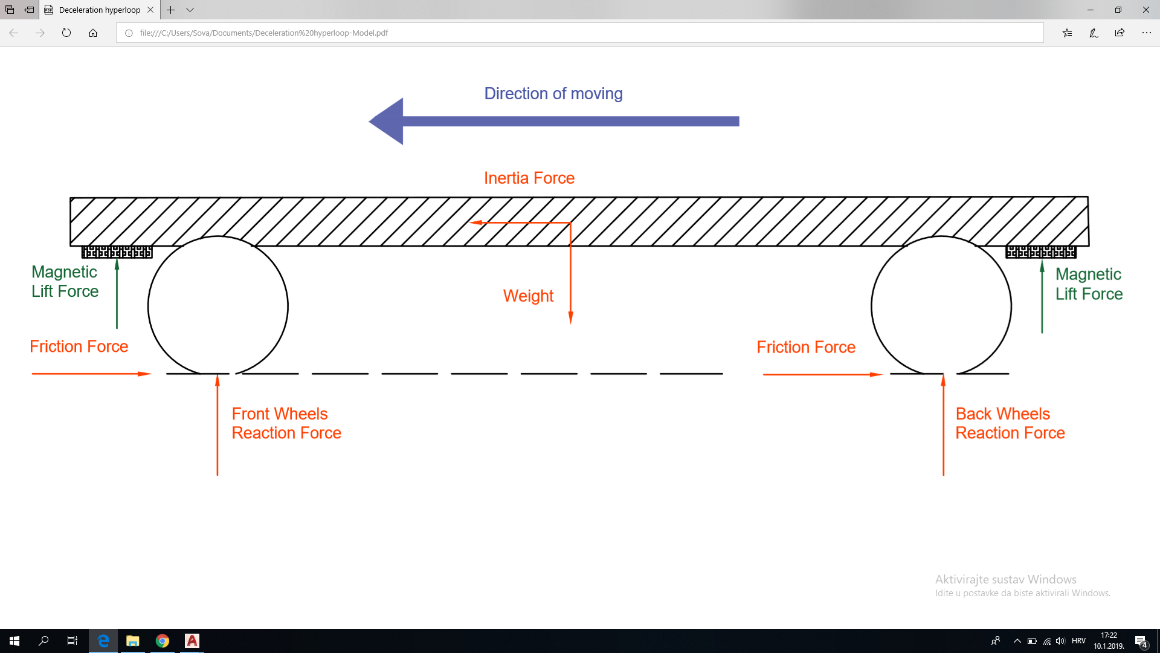 Deceleration hyperloop
file:///C:/Users/Sova/Documents/Deceleration%20hyperloop-Model.pdf
Direction of moving
Inertia Force
Magnetic
Lift Force
Weight
Magnetic
Lift Force
Friction Force
Friction Force
Front Wheels
Reaction Force
Back Wheels
Reaction Force
Aktivirajte sustav Windows
Idite u postavke da biste aktivirali Windows.
HRV
17:22
10.1.2019.
4